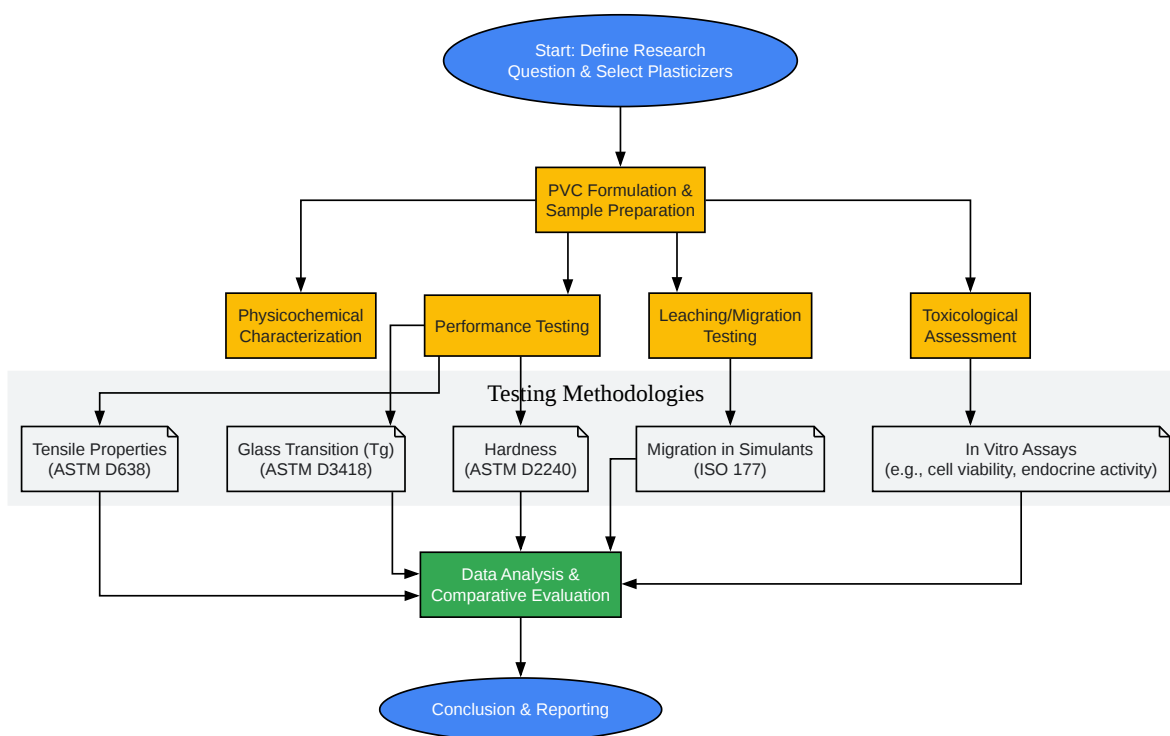 Start: Define Research
Question & Select Plasticizers
PVC Formulation &
Sample Preparation
Physicochemical
Characterization
Performance Testing
Leaching/Migration
Testing
Toxicological
Assessment
Testing Methodologies
Tensile Properties
(ASTM D638)
Glass Transition (Tg)
(ASTM D3418)
Hardness
(ASTM D2240)
Migration in Simulants
(ISO 177)
In Vitro Assays
(e.g., cell viability, endocrine activity)
Data Analysis &
Comparative Evaluation
Conclusion & Reporting